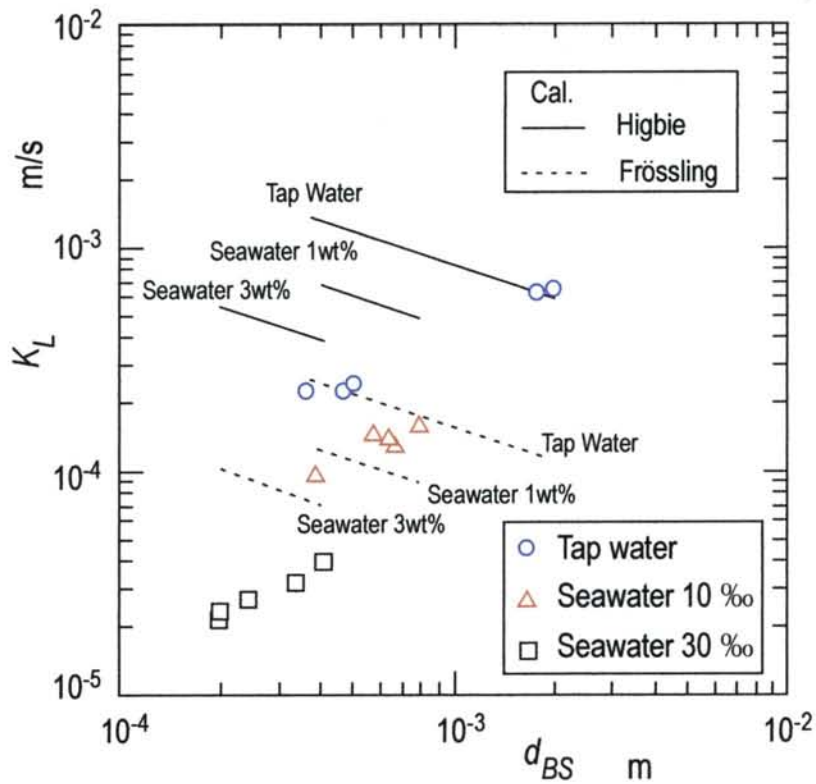 10⁻²
Cal.
Higbie
Frössling
m/s
Tap Water
10⁻³
Seawater 1wt%
Seawater 3wt%
K_L
Tap Water
10⁻⁴
Seawater 1wt%
Seawater 3wt%
Tap water
Seawater 10 ‰
Seawater 30 ‰
10⁻⁵
10⁻⁴
10⁻³
10⁻²
d_BS m